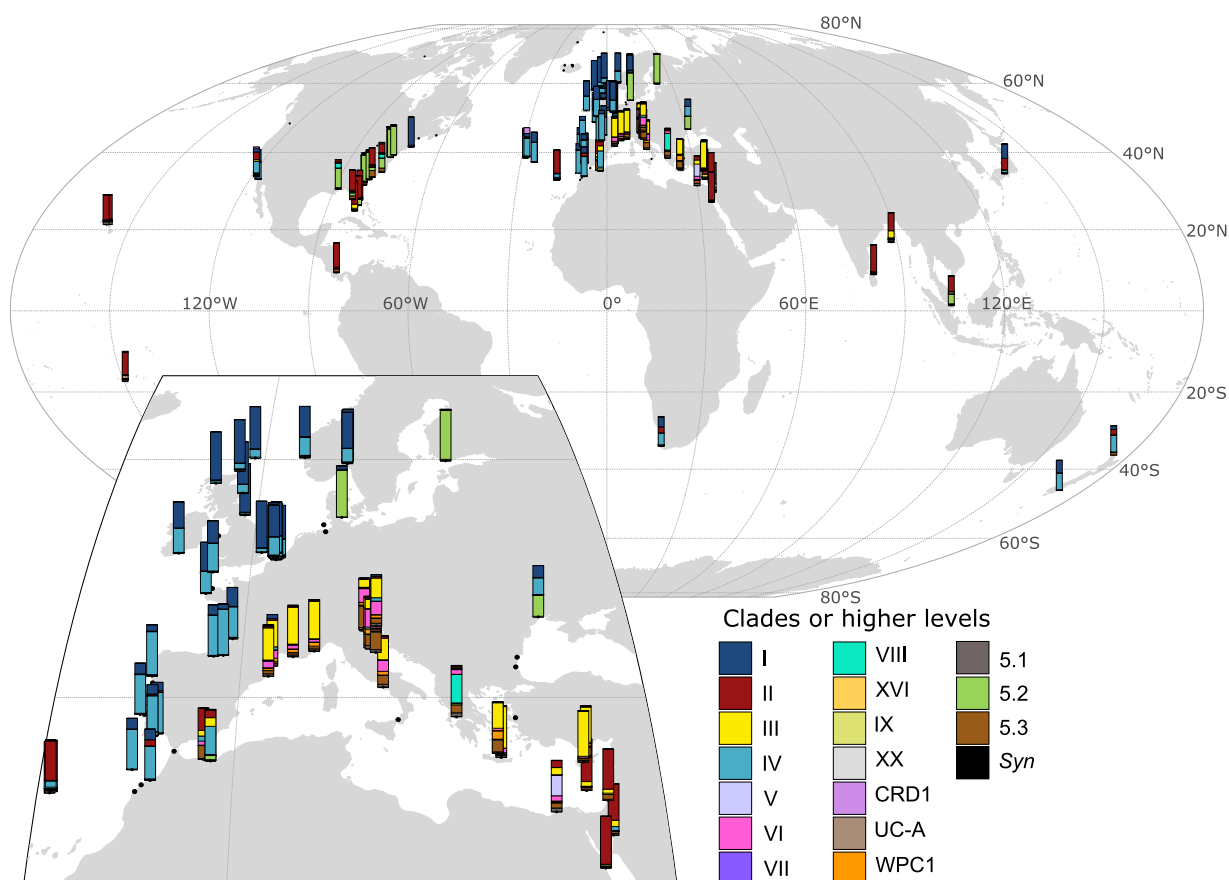 80°N
60°N
40°N
20°N
120°W
60°W
0°
60°E
120°E
20°S
40°S
60°S
80°S
Clades or higher levels
I
II
III
IV
V
VI
VII
VIII
XVI
IX
XX
CRD1
UC-A
WPC1
5.1
5.2
5.3
Syn